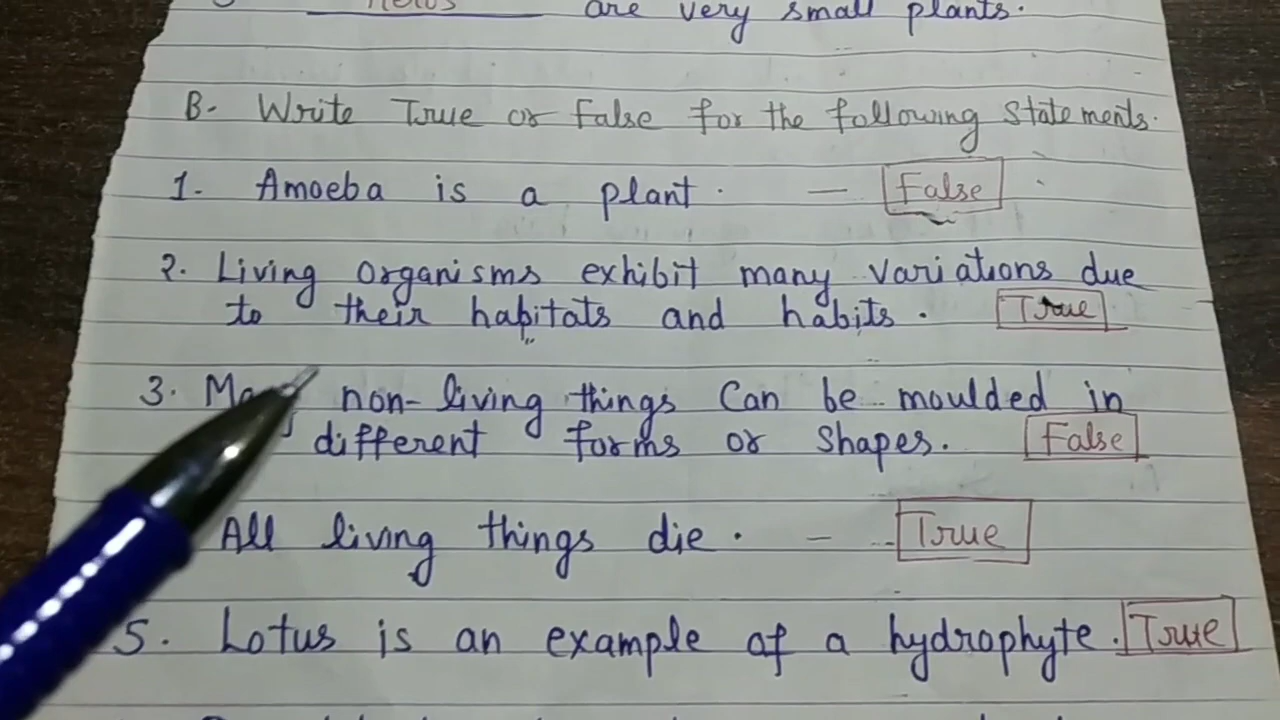 are very small plants.
B. Write True or False for the following statements.
1. Amoeba is a plant. — False
2. Living organisms exhibit many variations due
to their habitats and habits. True
3. non-living things Can be moulded in
different forms or shapes. False
All living things die. — True
5. Lotus is an example of a hydrophyte. True